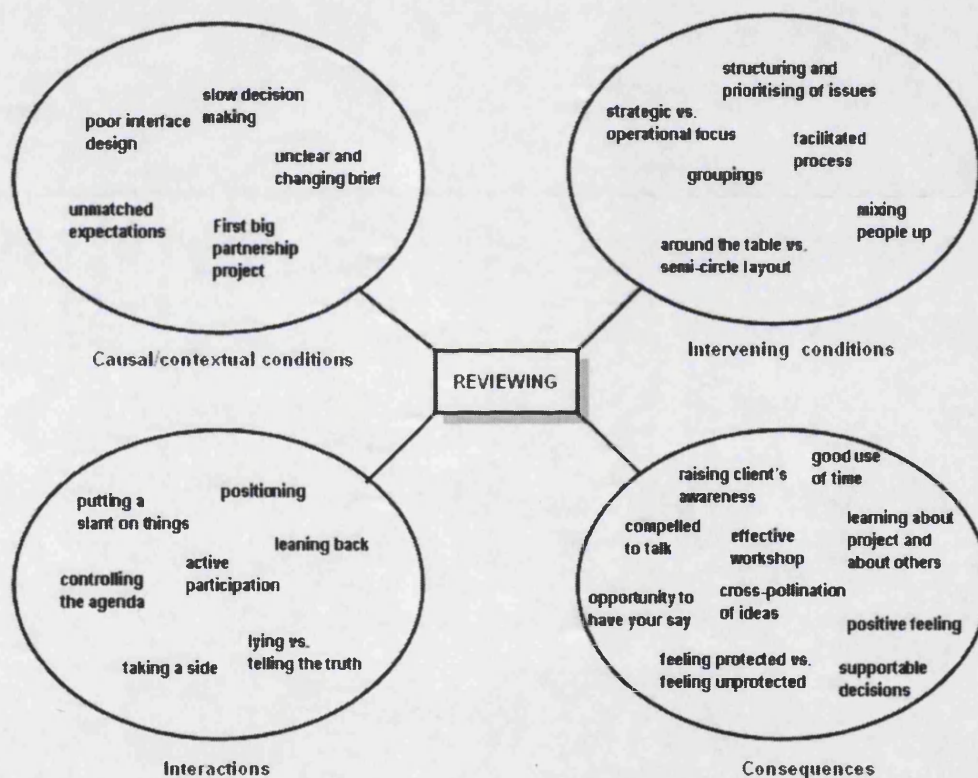 slow decision
making
poor interface
design
unclear and
changing brief
unmatched
expectations
First big
partnership
project
Causal/contextual conditions
structuring and
prioritising of issues
strategic vs.
operational focus
facilitated
process
groupings
mixing
people up
around the table vs.
semi-circle layout
Intervening conditions
REVIEWING
positioning
putting a
slant on things
leaning back
active
participation
controlling
the agenda
lying vs.
telling the truth
taking a side
Interactions
good use
of time
raising client's
awareness
learning about
project and
about others
compelled
to talk
effective
workshop
opportunity to
have your say
cross-pollination
of ideas
positive feeling
feeling protected vs.
feeling unprotected
supportable
decisions
Consequences